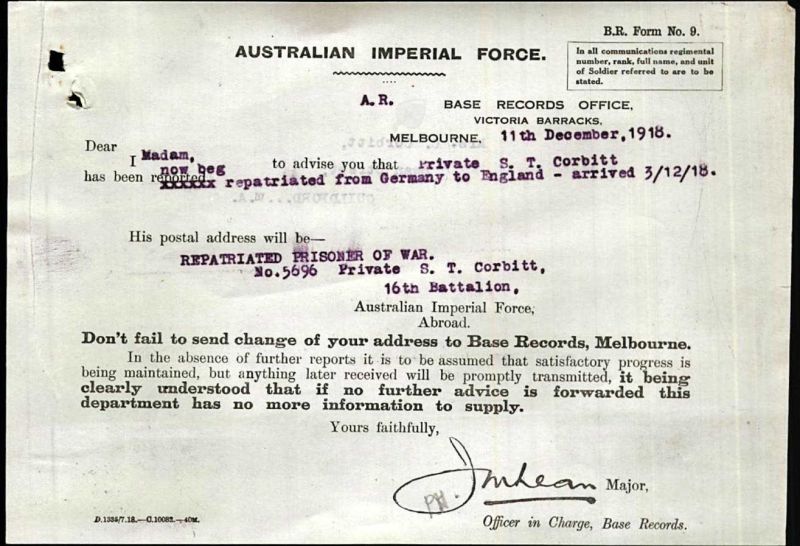 B.R. Form No. 9.
AUSTRALIAN IMPERIAL FORCE.
In all communications regimental
number, rank, full name, and unit
of Soldier referred to are to be
stated.
A.R.
BASE RECORDS OFFICE,
VICTORIA BARRACKS,
MELBOURNE, 11th December, 1918.
Dear Madam,
I now beg to advise you that Private S. T. Corbitt
has been reported xxxxxx repatriated from Germany to England - arrived 3/12/18.
His postal address will be—
REPATRIATED PRISONER OF WAR.
No.5696 Private S. T. Corbitt,
16th Battalion,
Australian Imperial Force,
Abroad.
Don't fail to send change of your address to Base Records, Melbourne.
In the absence of further reports it is to be assumed that satisfactory progress is
being maintained, but anything later received will be promptly transmitted, it being
clearly understood that if no further advice is forwarded this
department has no more information to supply.
Yours faithfully,
Major,
Officer in Charge, Base Records.
D.1335/7.18.—C.10082.—40M.